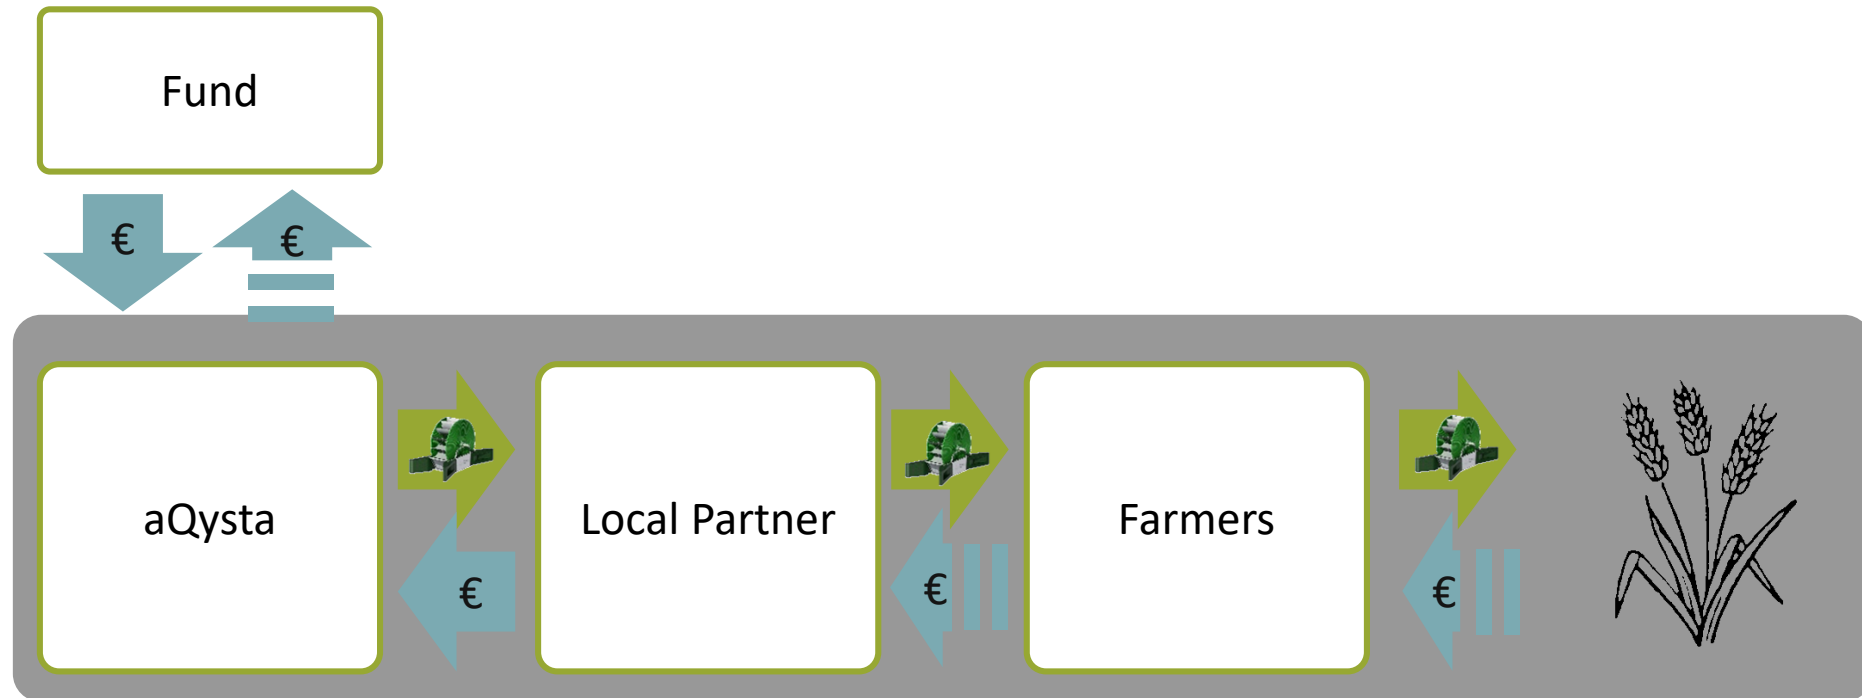 Fund
€
€
aQysta
Local Partner
Farmers
€
€
€